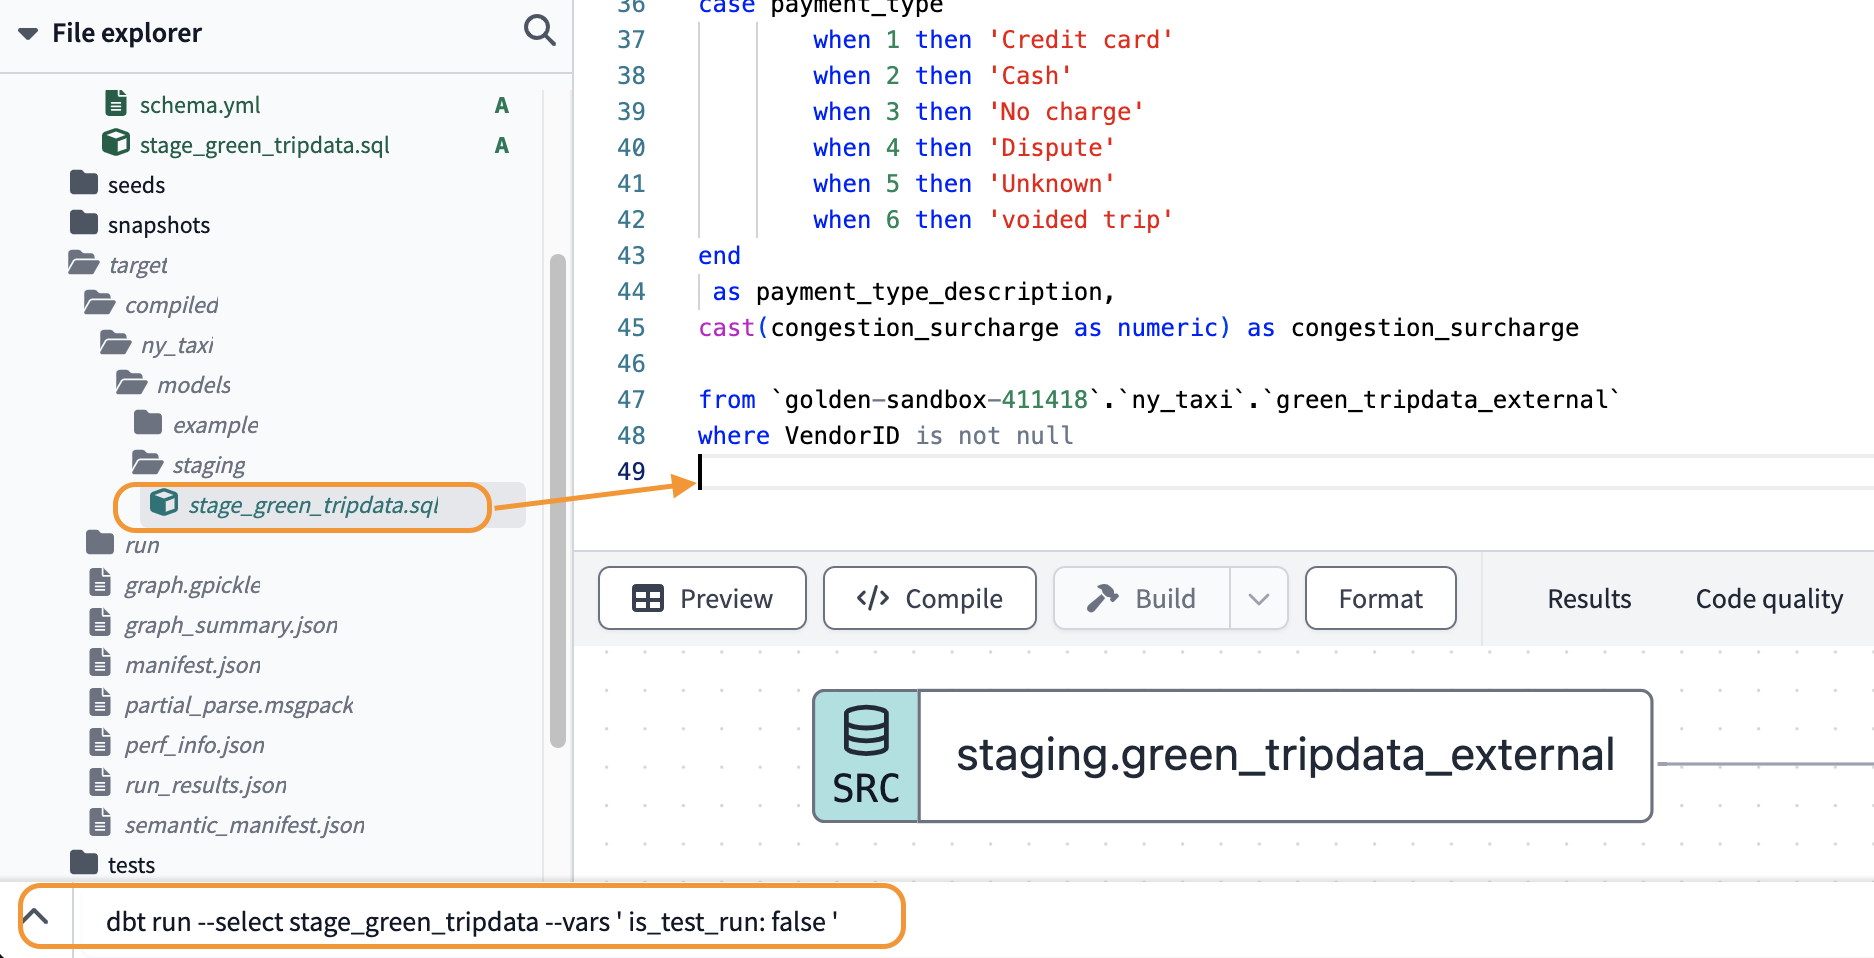 File explorer
schema.yml A
stage_green_tripdata.sql A
seeds
snapshots
target
compiled
ny_taxi
models
example
staging
stage_green_tripdata.sql
run
graph.gpickle
graph_summary.json
manifest.json
partial_parse.msgpack
perf_info.json
run_results.json
semantic_manifest.json
tests
36 case payment_type
37 when 1 then 'Credit card'
38 when 2 then 'Cash'
39 when 3 then 'No charge'
40 when 4 then 'Dispute'
41 when 5 then 'Unknown'
42 when 6 then 'voided trip'
43 end
44 as payment_type_description,
45 cast(congestion_surcharge as numeric) as congestion_surcharge
46
47 from `golden-sandbox-411418`.`ny_taxi`.`green_tripdata_external`
48 where VendorID is not null
49
Preview </> Compile Build Format Results Code quality
SRC staging.green_tripdata_external
dbt run --select stage_green_tripdata --vars ' is_test_run: false '